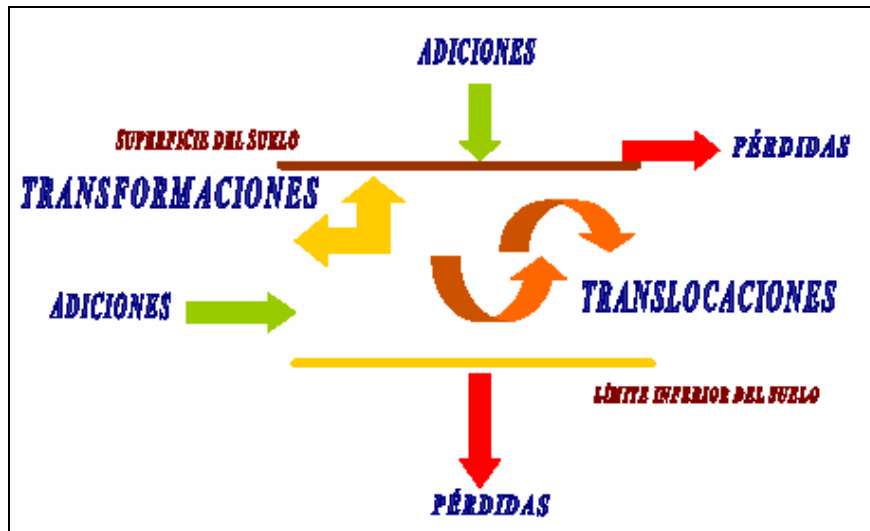 ADICIONES
SUPERFICIE DEL SUELO
PÉRDIDAS
TRANSFORMACIONES
ADICIONES
TRANSLOCACIONES
LÍMITE INFERIOR DEL SUELO
PÉRDIDAS